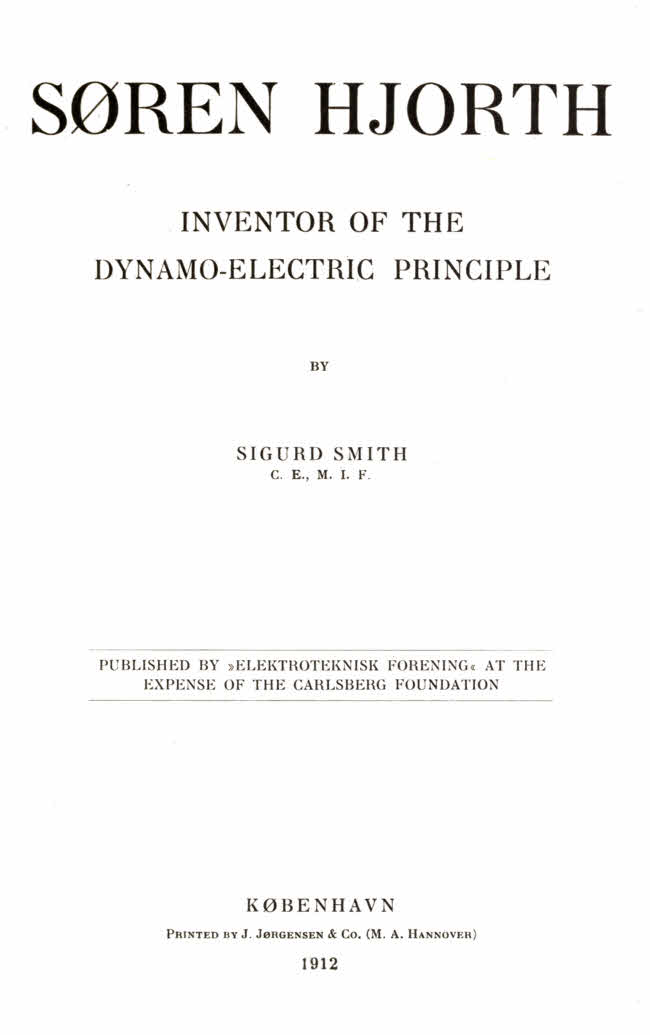 SØREN HJORTH
INVENTOR OF THE
DYNAMO-ELECTRIC PRINCIPLE
BY
SIGURD SMITH
C. E., M. I. F.
PUBLISHED BY »ELEKTROTEKNISK FORENING« AT THE
EXPENSE OF THE CARLSBERG FOUNDATION
KØBENHAVN
PRINTED BY J. JØRGENSEN & CO. (M. A. HANNOVER)
1912